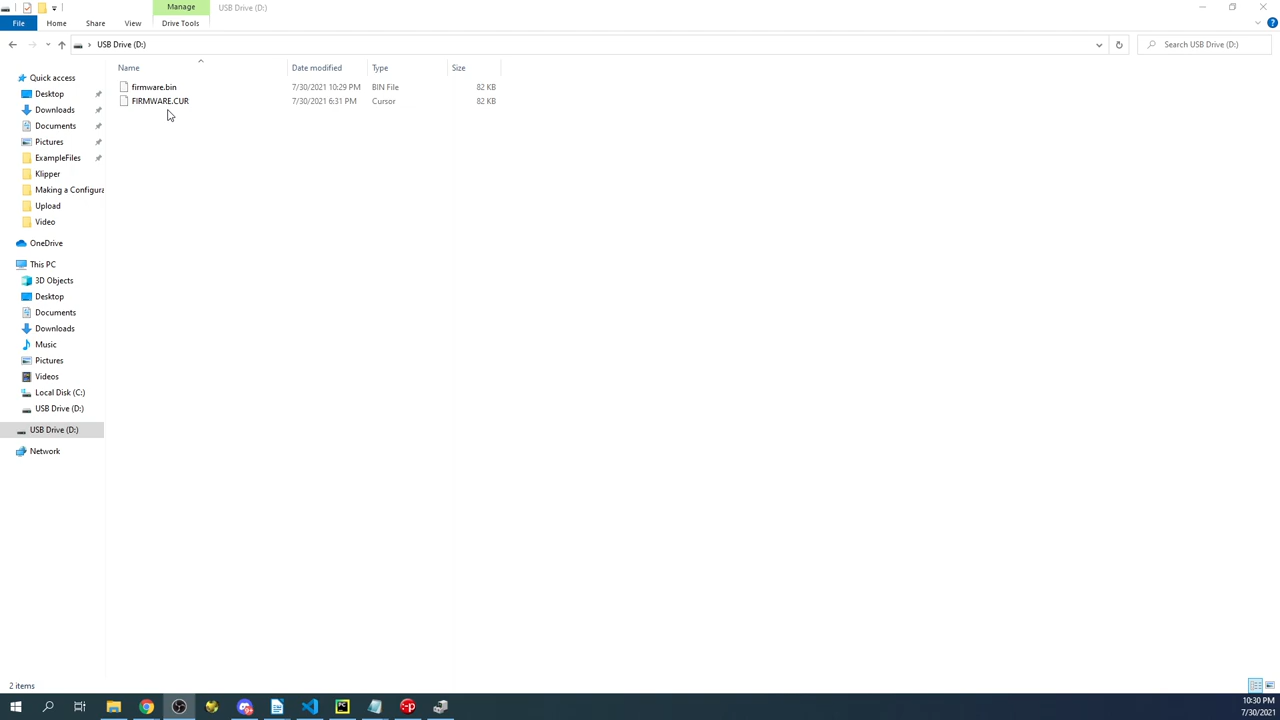 Manage
USB Drive (D:)
File
Home
Share
View
Drive Tools
USB Drive (D:)
Search USB Drive (D:)
Name
Date modified
Type
Size
firmware.bin
7/30/2021 10:29 PM
BIN File
82 KB
FIRMWARE.CUR
7/30/2021 6:31 PM
Cursor
82 KB
Quick access
Desktop
Downloads
Documents
Pictures
ExampleFiles
Klipper
Making a Configura
Upload
Video
OneDrive
This PC
3D Objects
Desktop
Documents
Downloads
Music
Pictures
Videos
Local Disk (C:)
USB Drive (D:)
USB Drive (D:)
Network
2 items
10:30 PM
7/30/2021